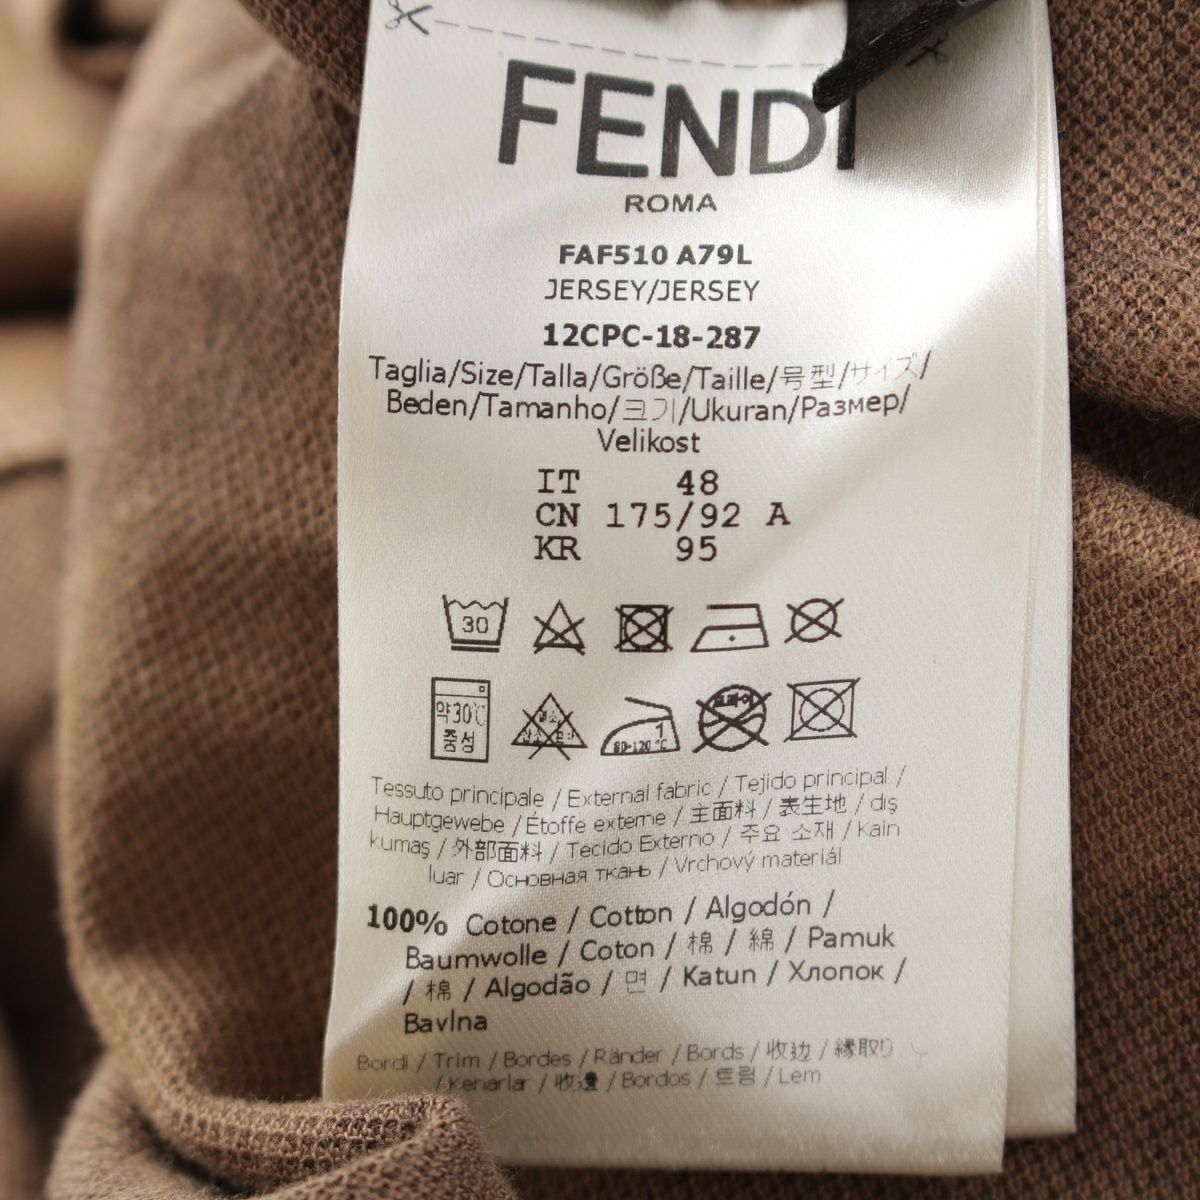 FENDI
ROMA
FAF510 A79L
JERSEY/JERSEY
12CPC-18-287
Taglia/Size/Talla/Größe/Taille/号型/サイズ/
Beden/Tamanho/크기/Ukuran/Размер/
Velikost
IT 48
CN 175/92 A
KR 95
30
약30℃
중성
1
80-120℃
Tessuto principale / External fabric / Tejido principal /
Hauptgewebe / Étoffe externe / 主面料 / 表生地 / dış
kumaş / 外部面料 / Tecido Externo / 주요 소재 / Kain
luar / Основная ткань / Vrchový materiál
100% Cotone / Cotton / Algodón /
Baumwolle / Coton / 棉 / 綿 / Pamuk
/ 棉 / Algodão / 면 / Katun / Хлопок /
Bavlna
Bordi / Trim / Bordes / Ränder / Bords / 收边 / 縁取り
/ Kenarlar / 收邊 / Bordos / 트림 / Lem